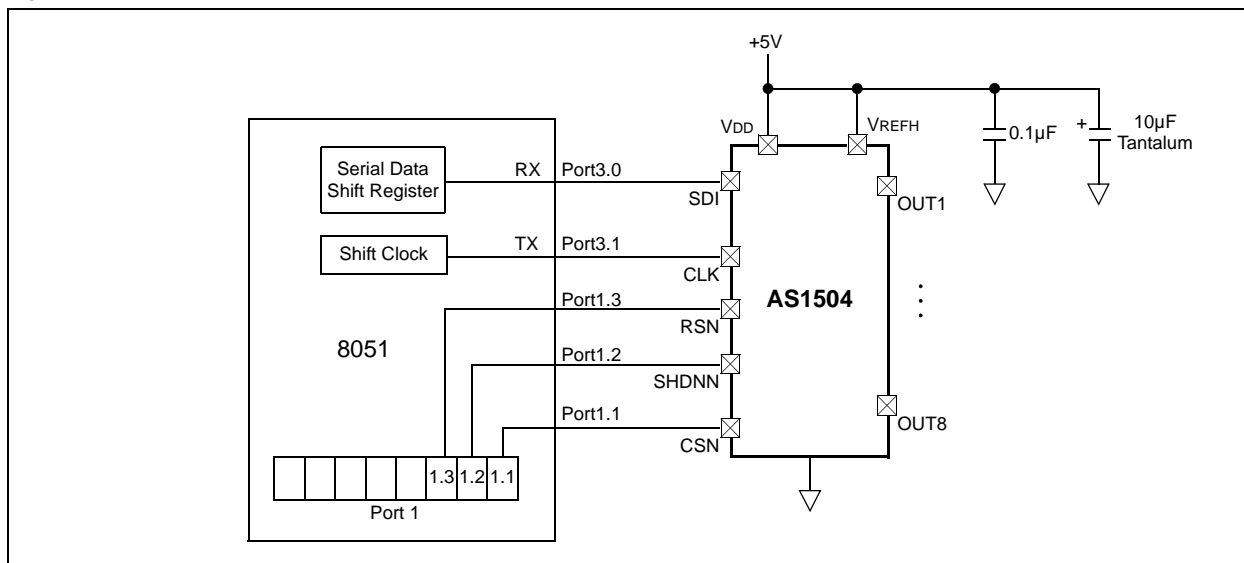 +5V
VDD
VREFH
0.1µF
+
10µF
Tantalum
Serial Data
Shift Register
RX
Port3.0
SDI
OUT1
Shift Clock
TX
Port3.1
CLK
AS1504
Port1.3
RSN
8051
Port1.2
SHDNN
Port1.1
CSN
OUT8
1.3 1.2 1.1
Port 1